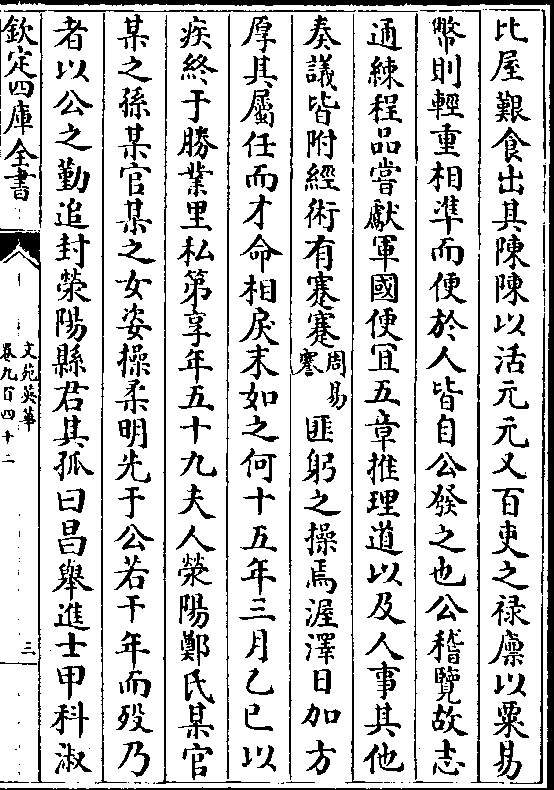 比屋艱食出其陳陳以活元元又百吏之禄廪以粟易
幣則輕重相準而便於人皆自公發之也公稽覽故志
通練程品嘗獻軍國便宜五章推理道以及人事其他
奏議皆附經術有蹇蹇周易蹇匪躬之操焉渥澤日加方
厚其屬任而才命相戾末如之何十五年三月乙巳以
疾終于勝業里私第享年五十九夫人滎陽鄭氏某官
某之孫某官某之女姿操柔明先于公若干年而殁乃
者以公之勤追封滎陽縣君其孤曰昌舉進士甲科淑
欽定四庫全書
文苑英華
卷九百四十二
三